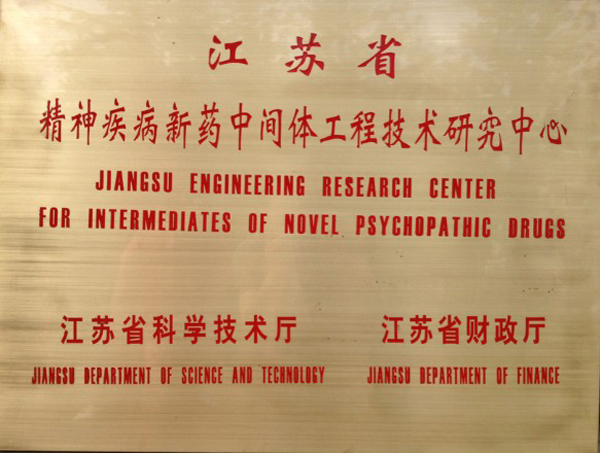 江苏省
精神疾病新药中间体工程技术研究中心
JIANGSU ENGINEERING RESEARCH CENTER
FOR INTERMEDIATES OF NOVEL PSYCHOPATHIC DRUGS
江苏省科学技术厅
JIANGSU DEPARTMENT OF SCIENCE AND TECHNOLOGY
江苏省财政厅
JIANGSU DEPARTMENT OF FINANCE